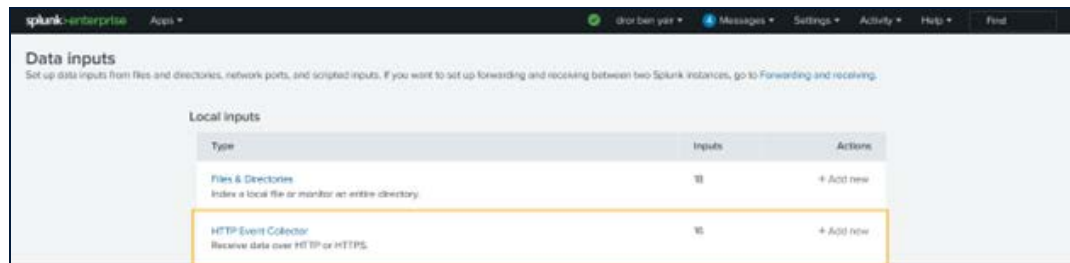 splunk>enterprise Apps dror ben yair 4 Messages Settings Activity Help Find
Data inputs
Set up data inputs from files and directories, network ports, and scripted inputs. If you want to set up forwarding and receiving between two Splunk instances, go to Forwarding and receiving.
Local inputs
Type Inputs Actions
Files & Directories 18 + Add new
Index a local file or monitor an entire directory.
HTTP Event Collector 16 + Add new
Receive data over HTTP or HTTPS.